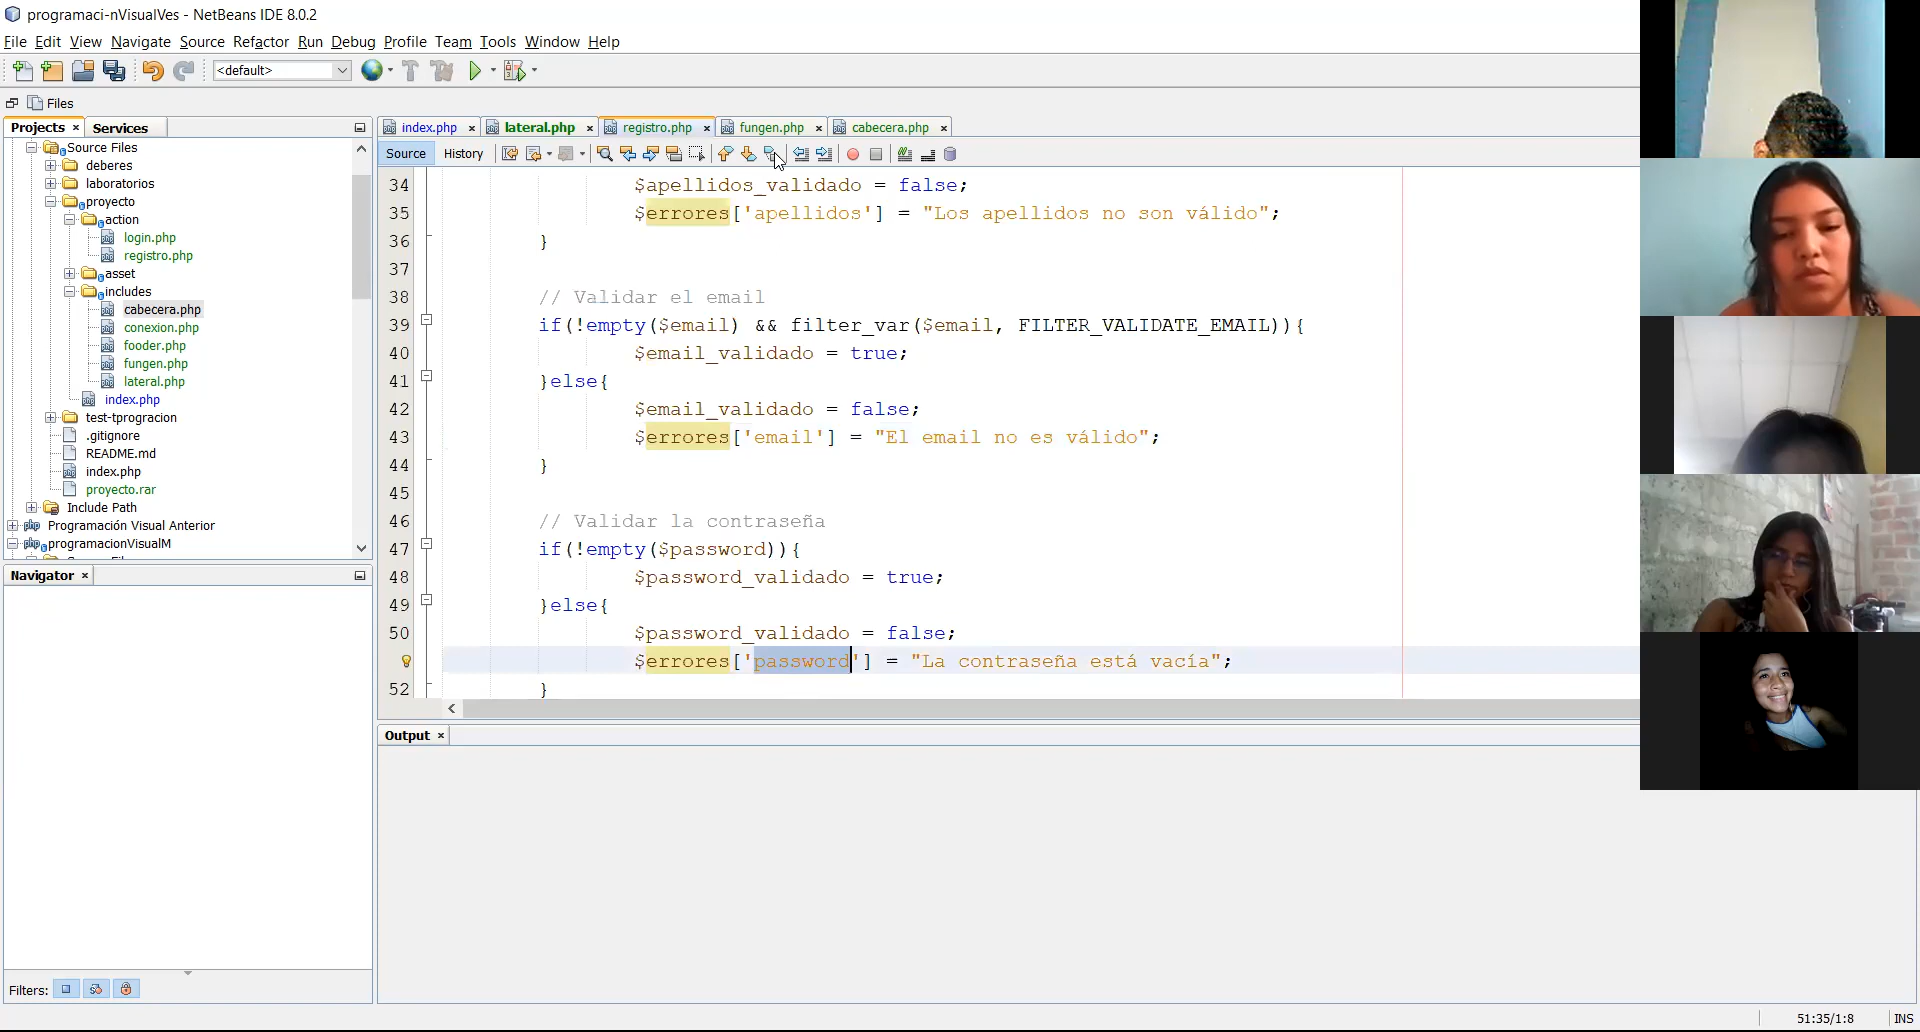 programaci-nVisualVes - NetBeans IDE 8.0.2
File Edit View Navigate Source Refactor Run Debug Profile Team Tools Window Help
<default>
Files
Projects Services
Source Files
deberes
laboratorios
proyecto
action
login.php
registro.php
asset
includes
cabecera.php
conexion.php
fooder.php
fungen.php
lateral.php
index.php
test-tprogracion
.gitignore
README.md
index.php
proyecto.rar
Include Path
Programación Visual Anterior
programacionVisualM
Navigator
Filters:
index.php lateral.php registro.php fungen.php cabecera.php
Source History
34 $apellidos_validado = false;
35 $errores['apellidos'] = "Los apellidos no son válido";
36 }
37
38 // Validar el email
39 if(!empty($email) && filter_var($email, FILTER_VALIDATE_EMAIL)){
40 $email_validado = true;
41 }else{
42 $email_validado = false;
43 $errores['email'] = "El email no es válido";
44 }
45
46 // Validar la contraseña
47 if(!empty($password)){
48 $password_validado = true;
49 }else{
50 $password_validado = false;
$errores['password'] = "La contraseña está vacía";
52 }
Output
51:35/1:8 INS